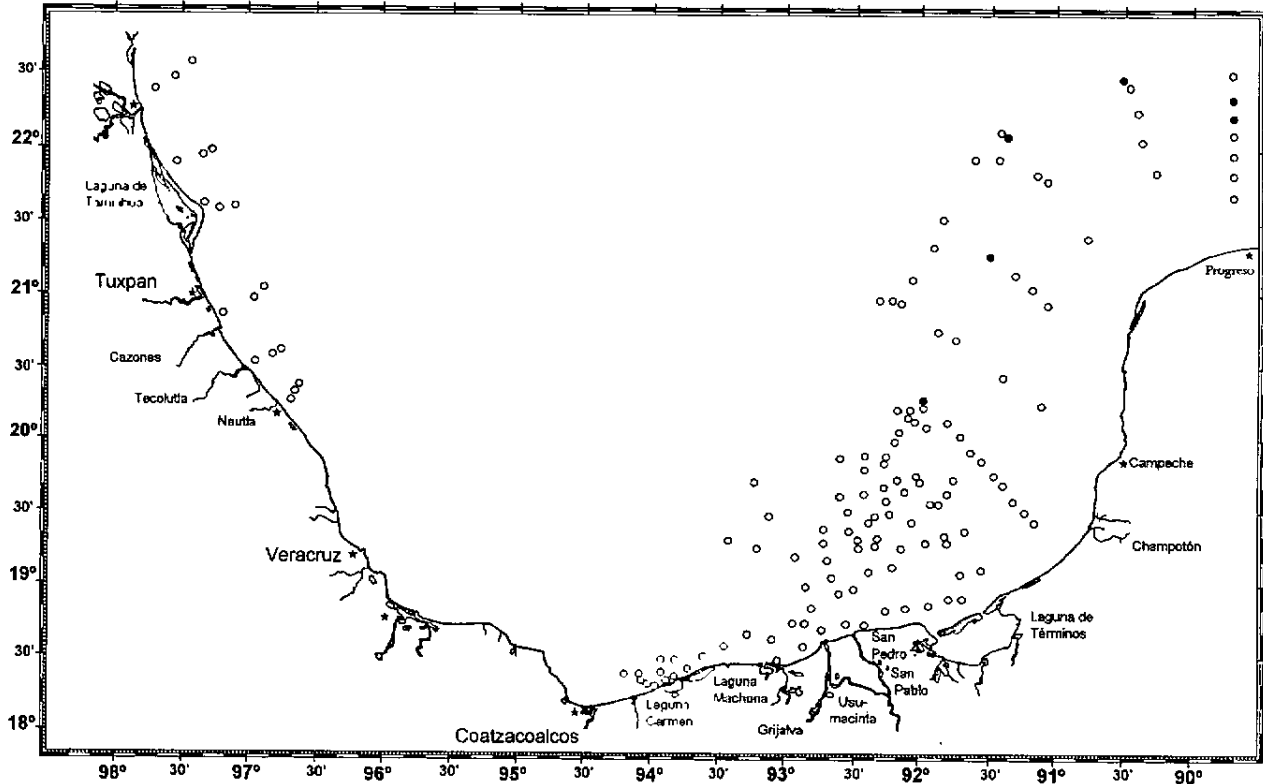 30'
22°
Laguna de
30'
Tuxpan
21°
Progreso
Cazones
30'
Tecolutla
Nautla
20°
Campeche
30'
Veracruz
Champotón
19°
Laguna de
Términos
San
Pedro
30'
San
Pablo
Laguna
Machona
Laguna
Carmen
Usu-
macinta
18°
Coatzacoalcos
Grijalva
98° 30' 97° 30' 96° 30' 95° 30' 94° 30' 93° 30' 92° 30' 91° 30' 90°